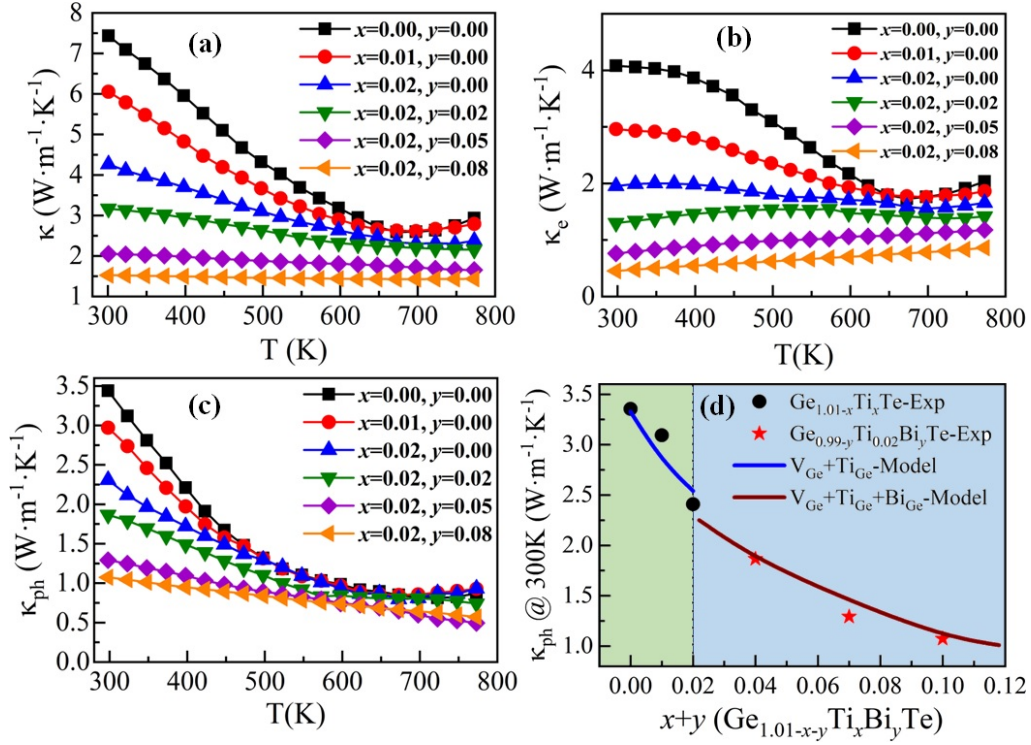 (a)
x=0.00, y=0.00
x=0.01, y=0.00
x=0.02, y=0.00
x=0.02, y=0.02
x=0.02, y=0.05
x=0.02, y=0.08
8
7
6
5
4
3
2
1
κ (W·m⁻¹·K⁻¹)
300 400 500 600 700 800
T (K)
(b)
x=0.00, y=0.00
x=0.01, y=0.00
x=0.02, y=0.00
x=0.02, y=0.02
x=0.02, y=0.05
x=0.02, y=0.08
4
2
0
κₑ (W·m⁻¹·K⁻¹)
300 400 500 600 700 800
T(K)
(c)
x=0.00, y=0.00
x=0.01, y=0.00
x=0.02, y=0.00
x=0.02, y=0.02
x=0.02, y=0.05
x=0.02, y=0.08
3.5
3.0
2.5
2.0
1.5
1.0
0.5
0.0
κph (W·m⁻¹·K⁻¹)
300 400 500 600 700 800
T(K)
(d)
Ge1.01-xTixTe-Exp
Ge0.99-yTi0.02BiyTe-Exp
VGe+TiGe-Model
VGe+TiGe+BiGe-Model
3.5
3.0
2.5
2.0
1.5
1.0
κph @ 300K (W·m⁻¹·K⁻¹)
0.00 0.02 0.04 0.06 0.08 0.10 0.12
x+y (Ge1.01-x-yTixBiyTe)